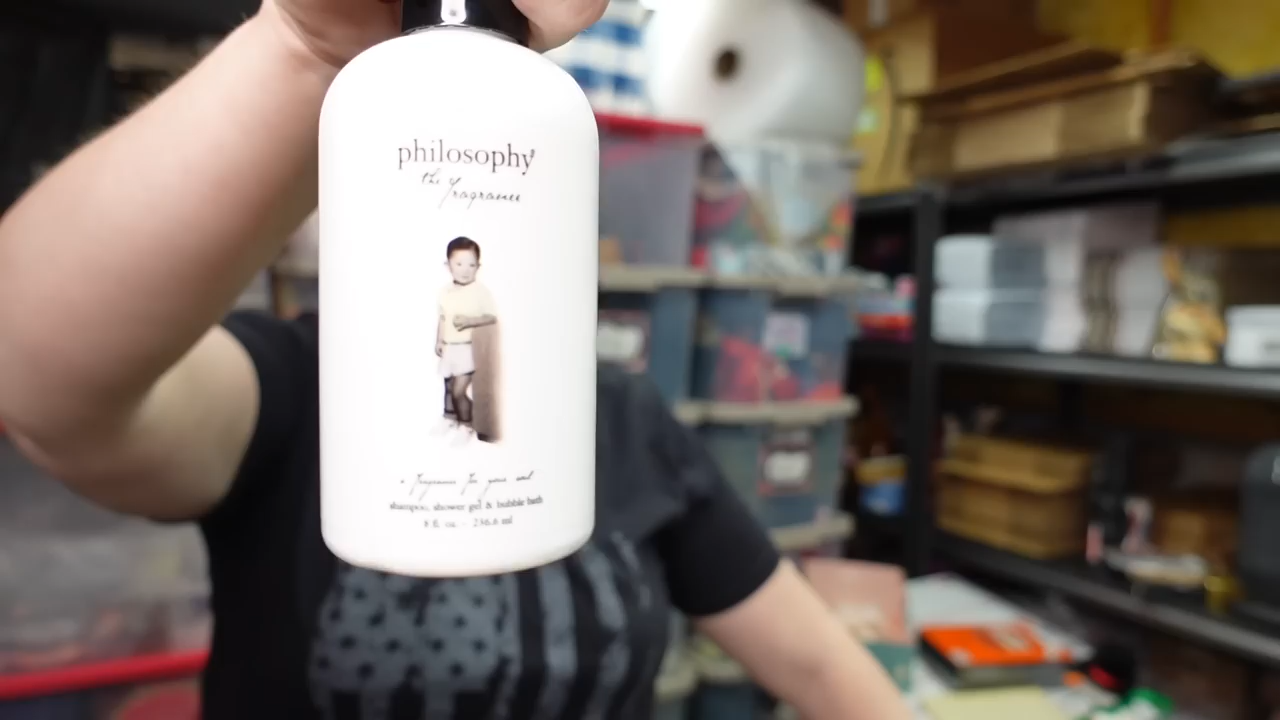 philosophy®
the fragrance
a fragrance for your soul
shampoo, shower gel & bubble bath
8 fl. oz. - 236.6 ml